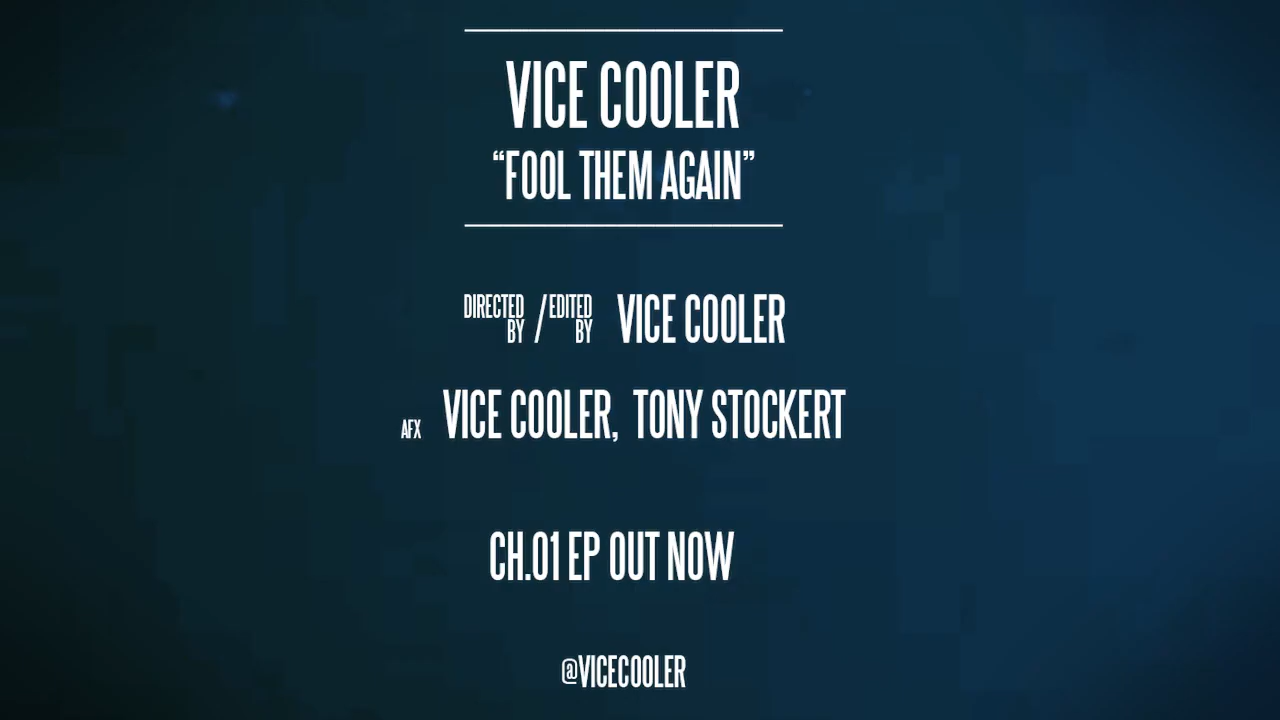 VICE COOLER
“FOOL THEM AGAIN”
DIRECTED BY / EDITED BY VICE COOLER
AFX VICE COOLER, TONY STOCKERT
CH.01 EP OUT NOW
@VICECOOLER